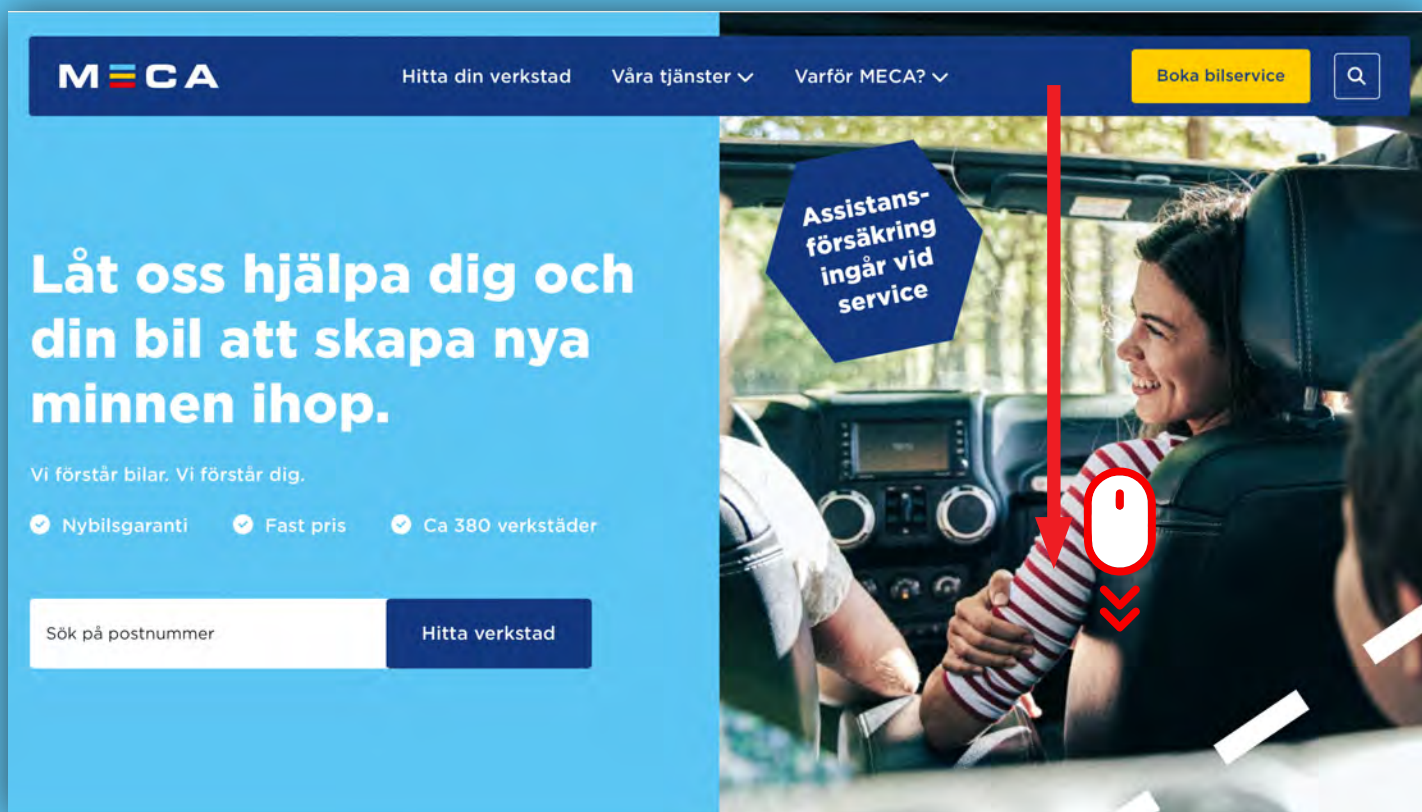 MECA
Hitta din verkstad
Våra tjänster
Varför MECA?
Boka bilservice
Assistans-
försäkring
ingår vid
service
Låt oss hjälpa dig och
din bil att skapa nya
minnen ihop.
Vi förstår bilar. Vi förstår dig.
Nybilsgaranti
Fast pris
Ca 380 verkstäder
Sök på postnummer
Hitta verkstad